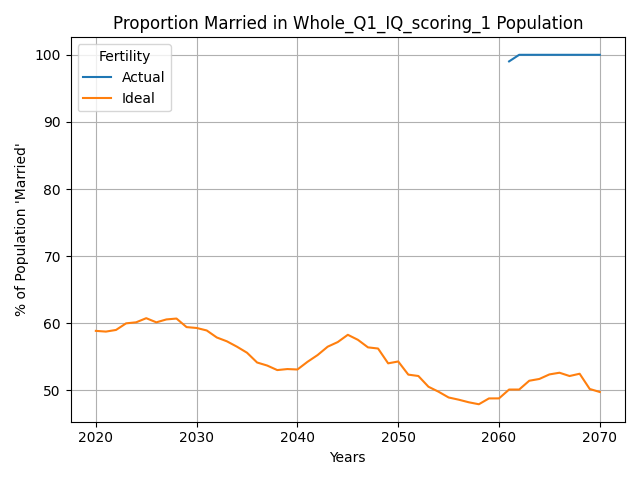 Proportion Married in Whole_Q1_IQ_scoring_1 Population
Fertility
Actual
Ideal
% of Population 'Married'
100
90
80
70
60
50
2020 2030 2040 2050 2060 2070
Years